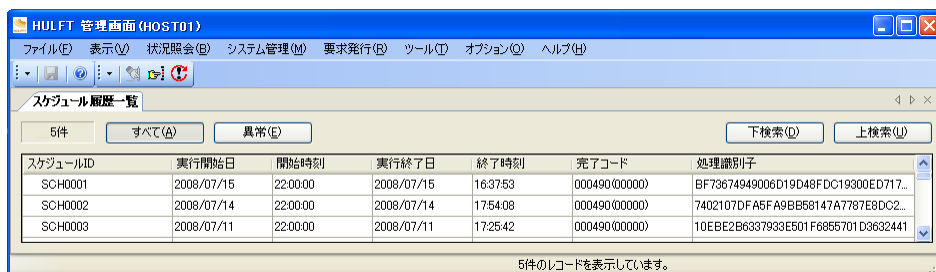 HULFT 管理画面(HOST01)
ファイル(F) 表示(V) 状況照会(B) システム管理(M) 要求発行(R) ツール(T) オプション(O) ヘルプ(H)
スケジュール履歴一覧
5件 すべて(A) 異常(E) 下検索(D) 上検索(U)
スケジュールID 実行開始日 開始時刻 実行終了日 終了時刻 完了コード 処理識別子
SCH0001 2008/07/15 22:00:00 2008/07/15 16:37:53 000490(00000) BF73674949006D19D48FDC19300ED717...
SCH0002 2008/07/14 22:00:00 2008/07/14 17:54:08 000490(00000) 7402107DFA5FA9BB58147A7787E8DC2...
SCH0003 2008/07/11 22:00:00 2008/07/11 17:25:42 000490(00000) 10EBE2B6337933E501F6855701D3632441
5件のレコードを表示しています。